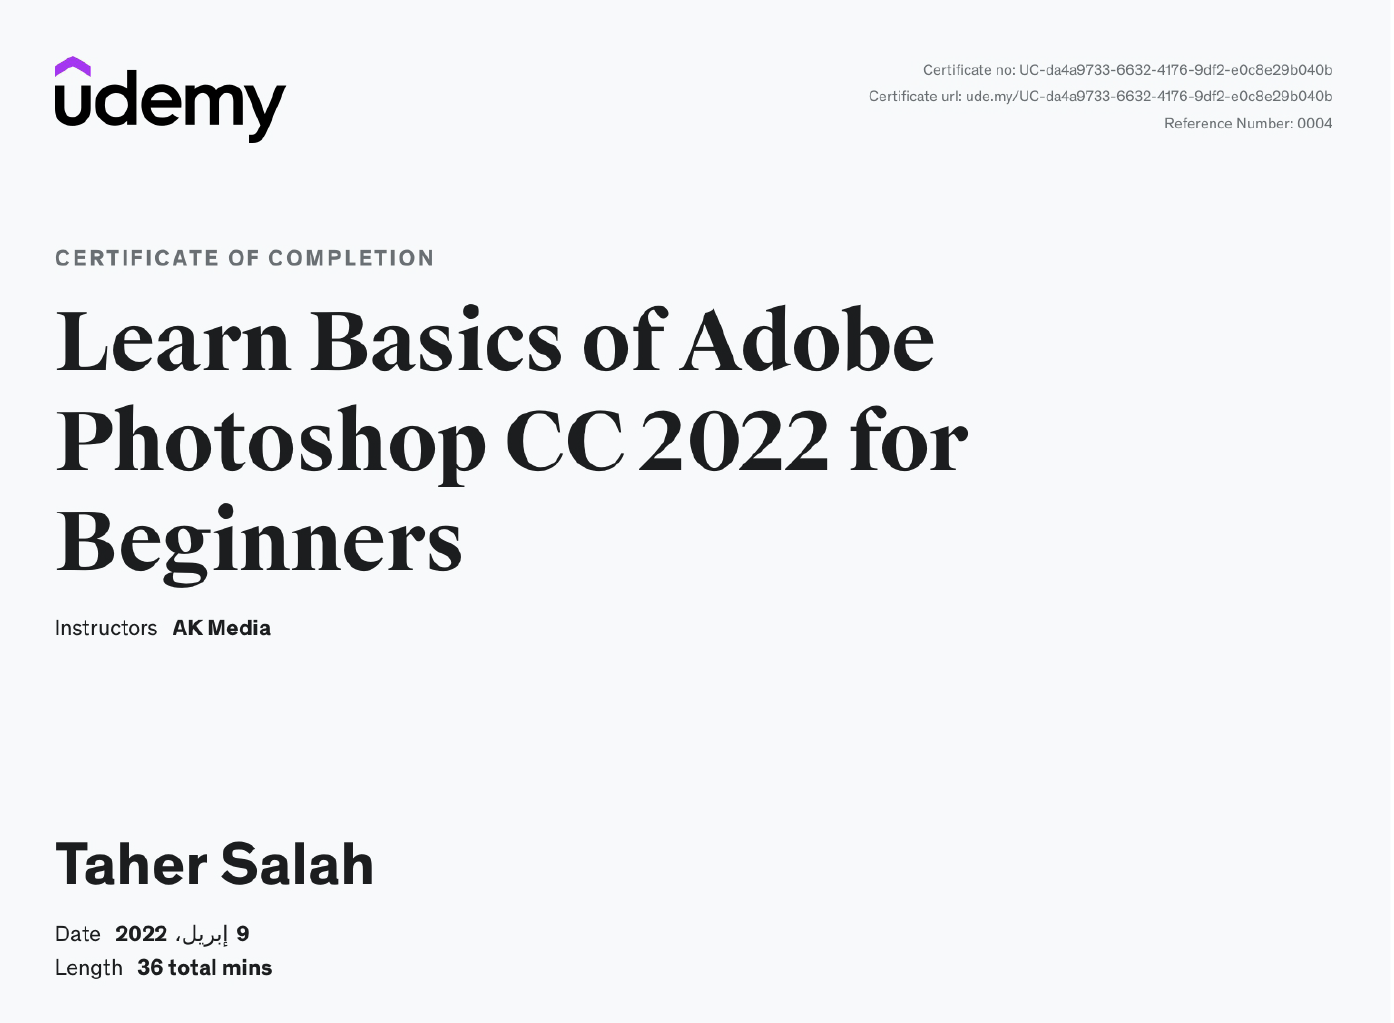 udemy
Certificate no: UC-da4a9733-6632-4176-9df2-e0c8e29b040b
Certificate url: ude.my/UC-da4a9733-6632-4176-9df2-e0c8e29b040b
Reference Number: 0004
CERTIFICATE OF COMPLETION
Learn Basics of Adobe
Photoshop CC 2022 for
Beginners
Instructors AK Media
Taher Salah
Date 9 إبريل، 2022
Length 36 total mins